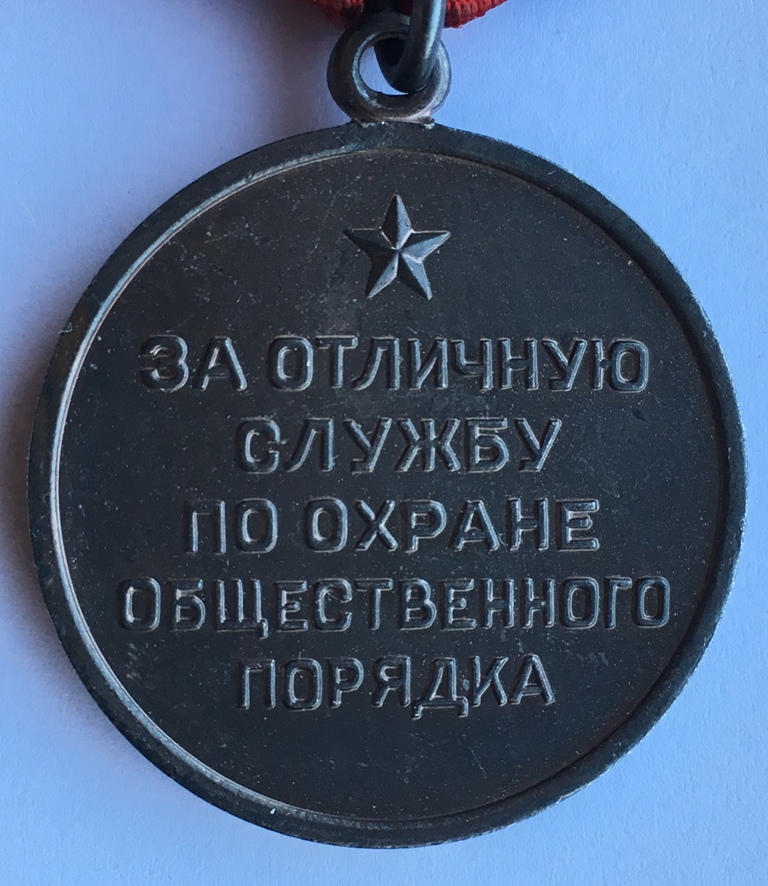 ЗА ОТЛИЧНУЮ
СЛУЖБУ
ПО ОХРАНЕ
ОБЩЕСТВЕННОГО
ПОРЯДКА